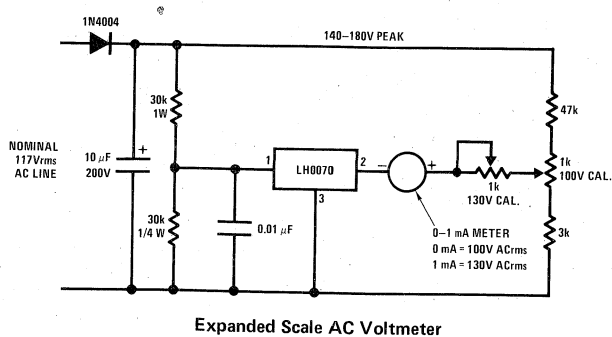 1N4004
140–180V PEAK
30k
1W
47k
NOMINAL
117Vrms
AC LINE
10 μF
200V
+
1
LH0070
2
3
–
+
1k
130V CAL.
1k
100V CAL.
30k
1/4 W
0.01 μF
0–1 mA METER
0 mA = 100V ACrms
1 mA = 130V ACrms
3k
Expanded Scale AC Voltmeter